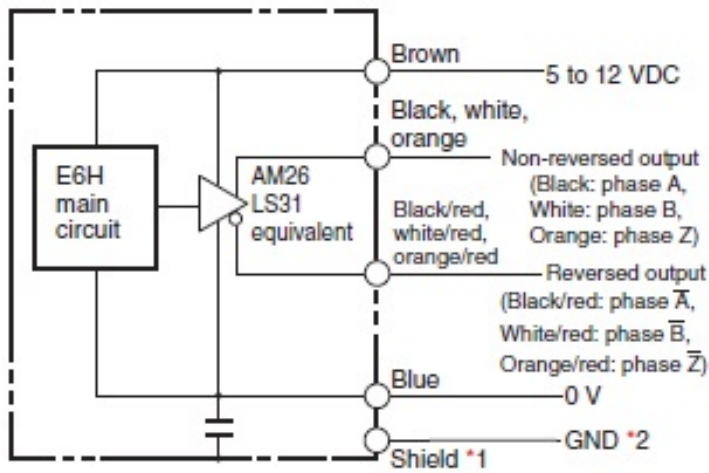 Brown
5 to 12 VDC
Black, white,
orange
Non-reversed output
(Black: phase A,
White: phase B,
Orange: phase Z)
E6H
main
circuit
AM26
LS31
equivalent
Black/red,
white/red,
orange/red
Reversed output
(Black/red: phase A̅,
White/red: phase B̅,
Orange/red: phase Z̅)
Blue
0 V
GND *2
Shield *1